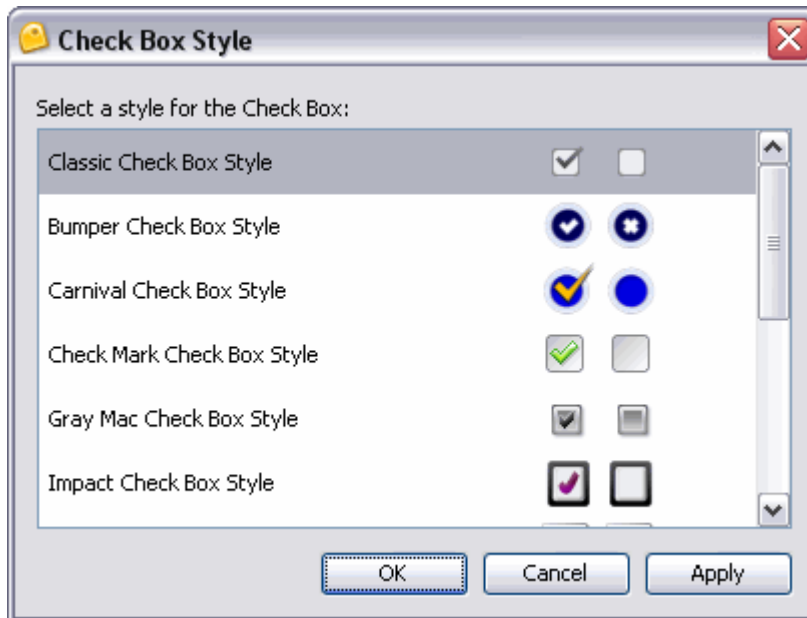 Check Box Style
Select a style for the Check Box:
Classic Check Box Style
Bumper Check Box Style
Carnival Check Box Style
Check Mark Check Box Style
Gray Mac Check Box Style
Impact Check Box Style
OK Cancel Apply